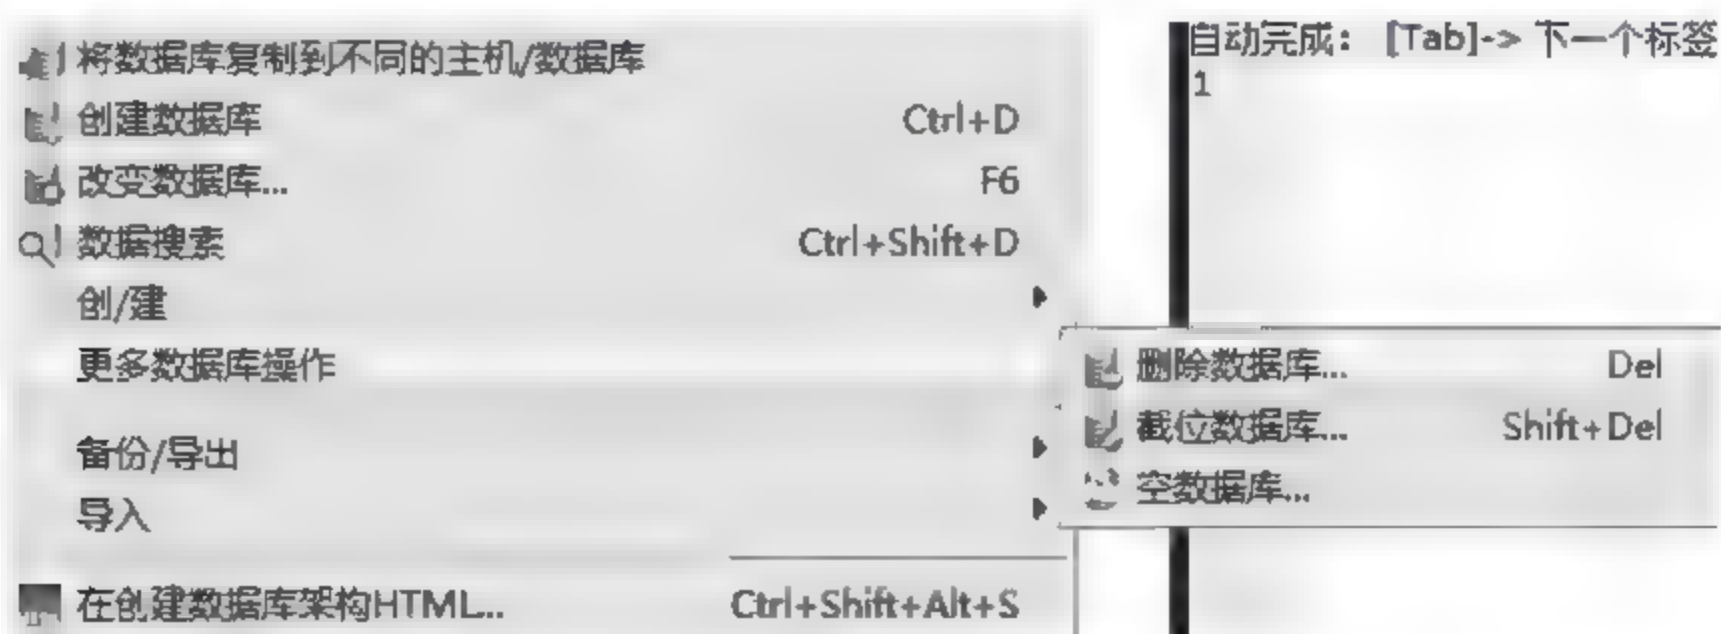 将数据库复制到不同的主机/数据库
创建数据库 Ctrl+D
改变数据库... F6
数据搜索 Ctrl+Shift+D
创/建
更多数据库操作
备份/导出
导入
在创建数据库架构HTML... Ctrl+Shift+Alt+S
自动完成： [Tab]-> 下一个标签
1
删除数据库... Del
截位数据库... Shift+Del
空数据库...